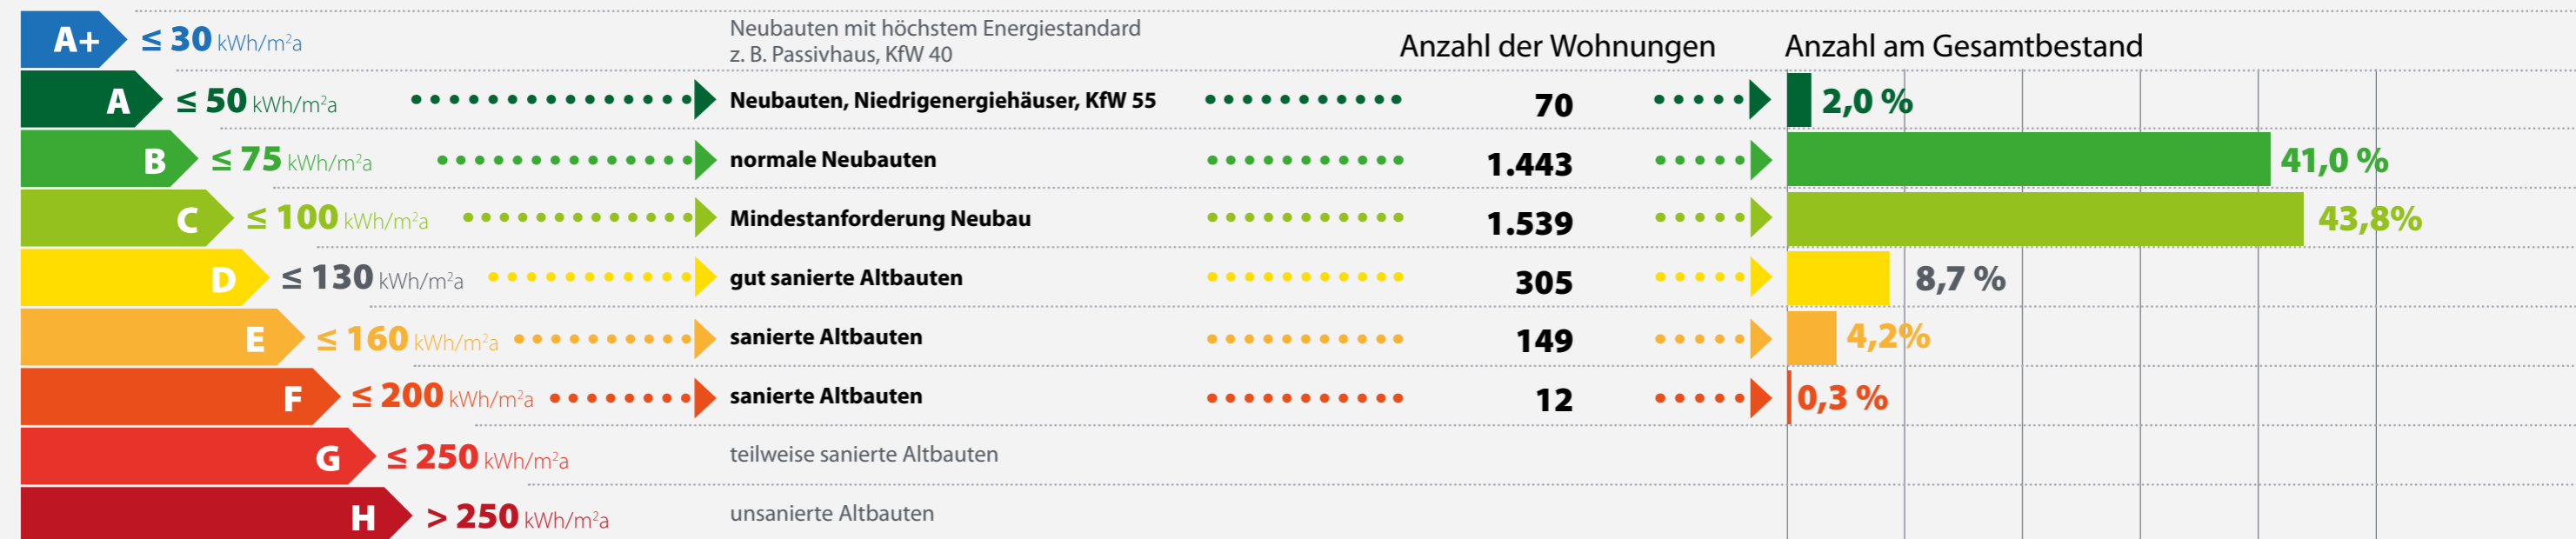 A+ ≤ 30 kWh/m²a Neubauten mit höchstem Energiestandard
z. B. Passivhaus, KfW 40
Anzahl der Wohnungen Anzahl am Gesamtbestand
A ≤ 50 kWh/m²a Neubauten, Niedrigenergiehäuser, KfW 55 70 2,0 %
B ≤ 75 kWh/m²a normale Neubauten 1.443 41,0 %
C ≤ 100 kWh/m²a Mindestanforderung Neubau 1.539 43,8%
D ≤ 130 kWh/m²a gut sanierte Altbauten 305 8,7 %
E ≤ 160 kWh/m²a sanierte Altbauten 149 4,2%
F ≤ 200 kWh/m²a sanierte Altbauten 12 0,3 %
G ≤ 250 kWh/m²a teilweise sanierte Altbauten
H > 250 kWh/m²a unsanierte Altbauten